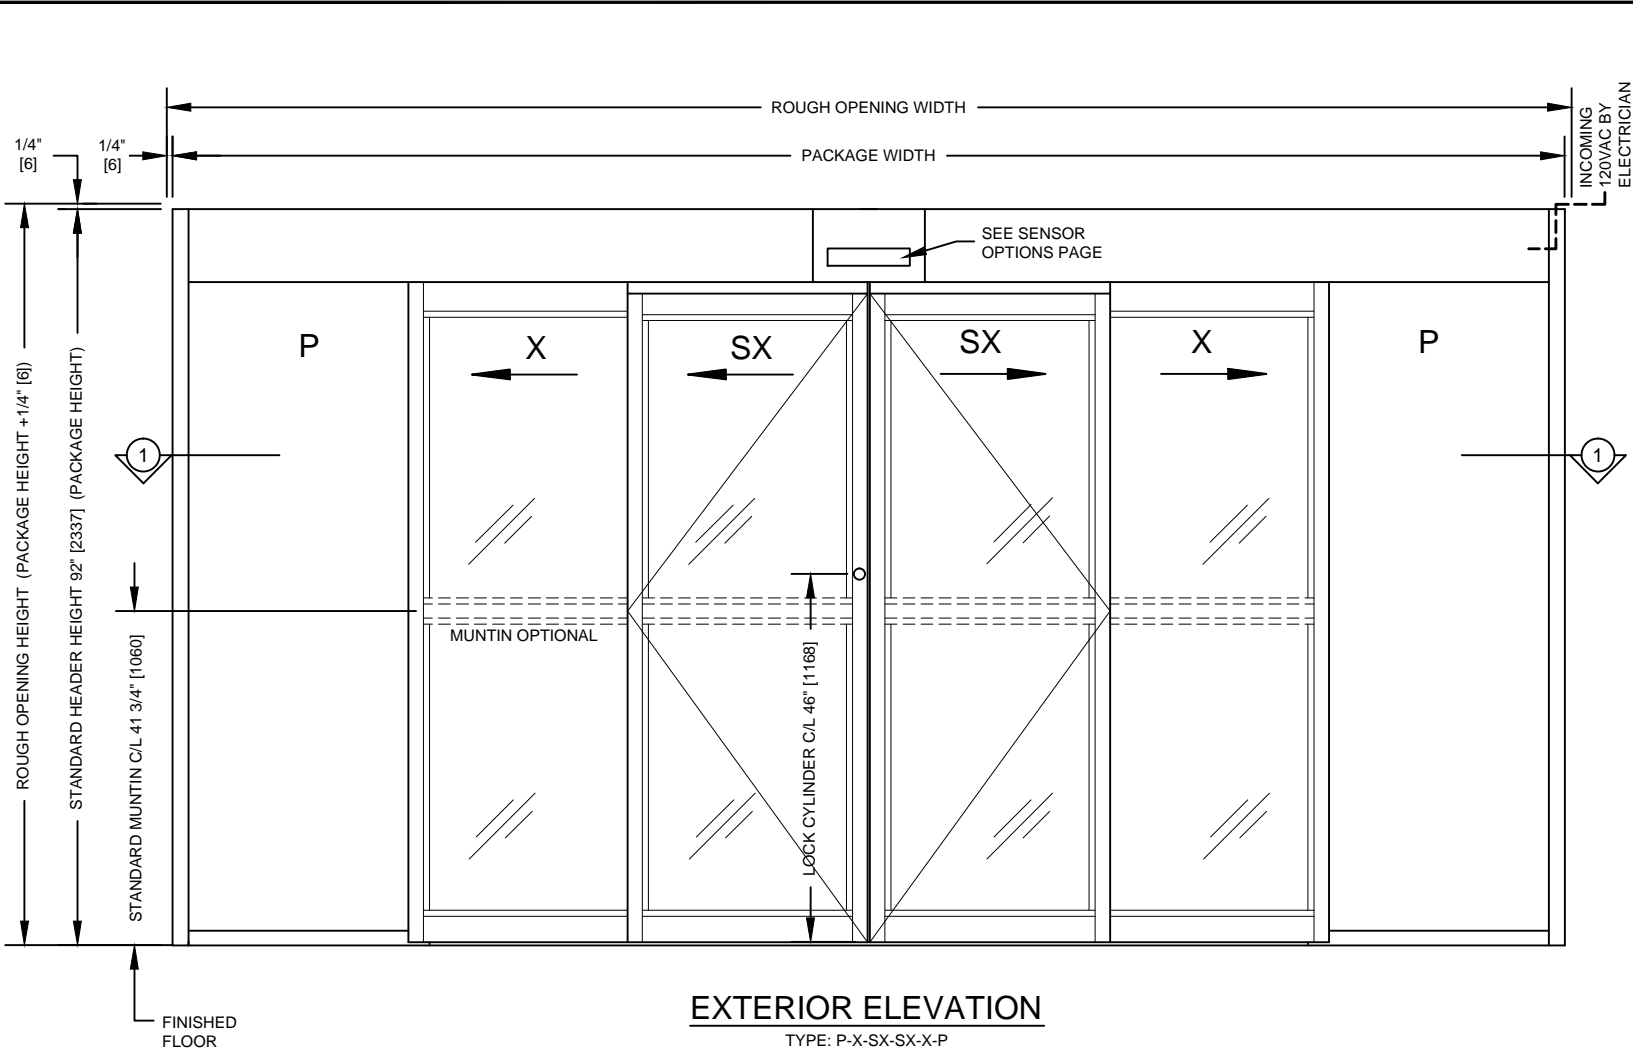 ROUGH OPENING WIDTH
PACKAGE WIDTH
1/4"
[6]
1/4"
[6]
INCOMING
120VAC BY
ELECTRICIAN
SEE SENSOR
OPTIONS PAGE
P
X
SX
SX
X
P
1
1
ROUGH OPENING HEIGHT (PACKAGE HEIGHT +1/4" [6])
STANDARD HEADER HEIGHT 92" [2337] (PACKAGE HEIGHT)
STANDARD MUNTIN C/L 41 3/4" [1060]
MUNTIN OPTIONAL
LOCK CYLINDER C/L 46" [1168]
FINISHED
FLOOR
EXTERIOR ELEVATION
TYPE: P-X-SX-SX-X-P